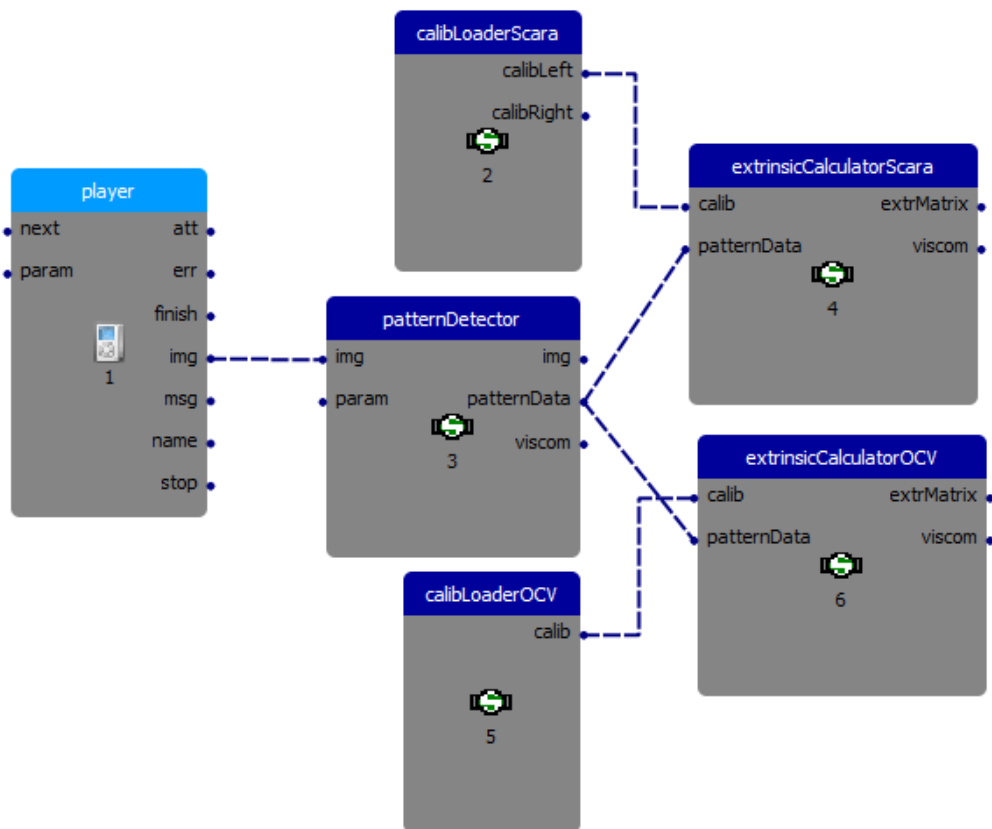 calibLoaderScara
calibLeft
calibRight
2
player
next att
param err
finish
img
1
msg
name
stop
patternDetector
img img
param patternData
viscom
3
extrinsicCalculatorScara
calib extrMatrix
patternData viscom
4
extrinsicCalculatorOCV
calib extrMatrix
patternData viscom
6
calibLoaderOCV
calib
5